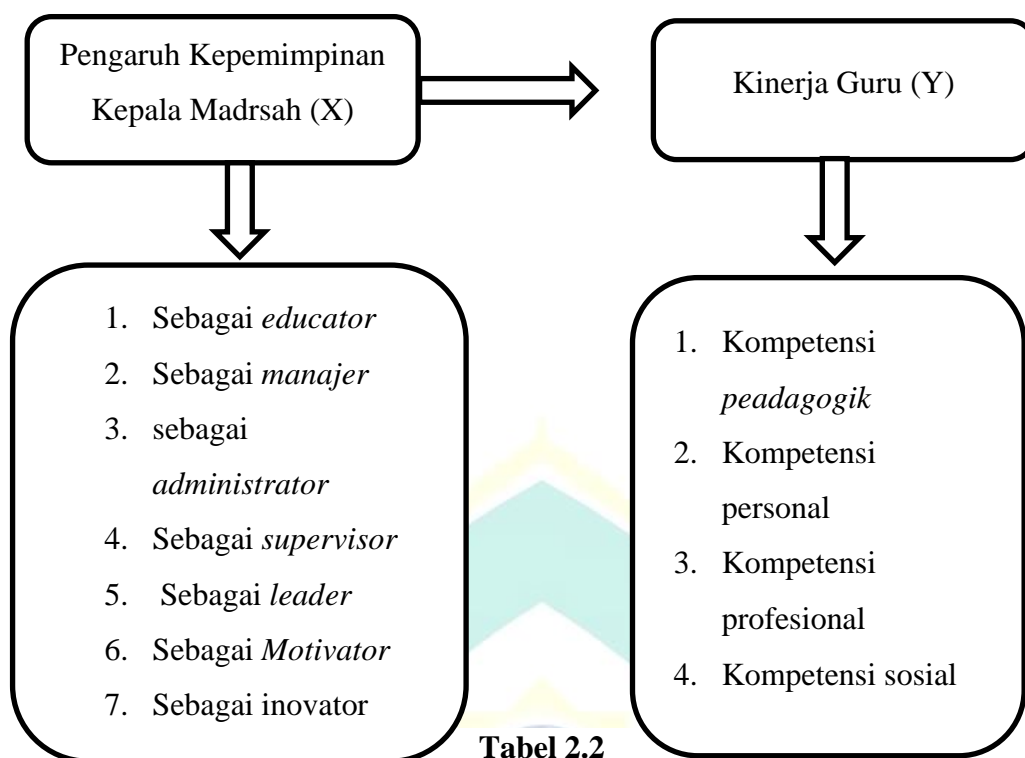 Pengaruh Kepemimpinan
Kepala Madrsah (X)
Kinerja Guru (Y)
1. Sebagai educator
2. Sebagai manajer
3. sebagai
administrator
4. Sebagai supervisor
5. Sebagai leader
6. Sebagai Motivator
7. Sebagai inovator
1. Kompetensi
peadagogik
2. Kompetensi
personal
3. Kompetensi
profesional
4. Kompetensi sosial
Tabel 2.2